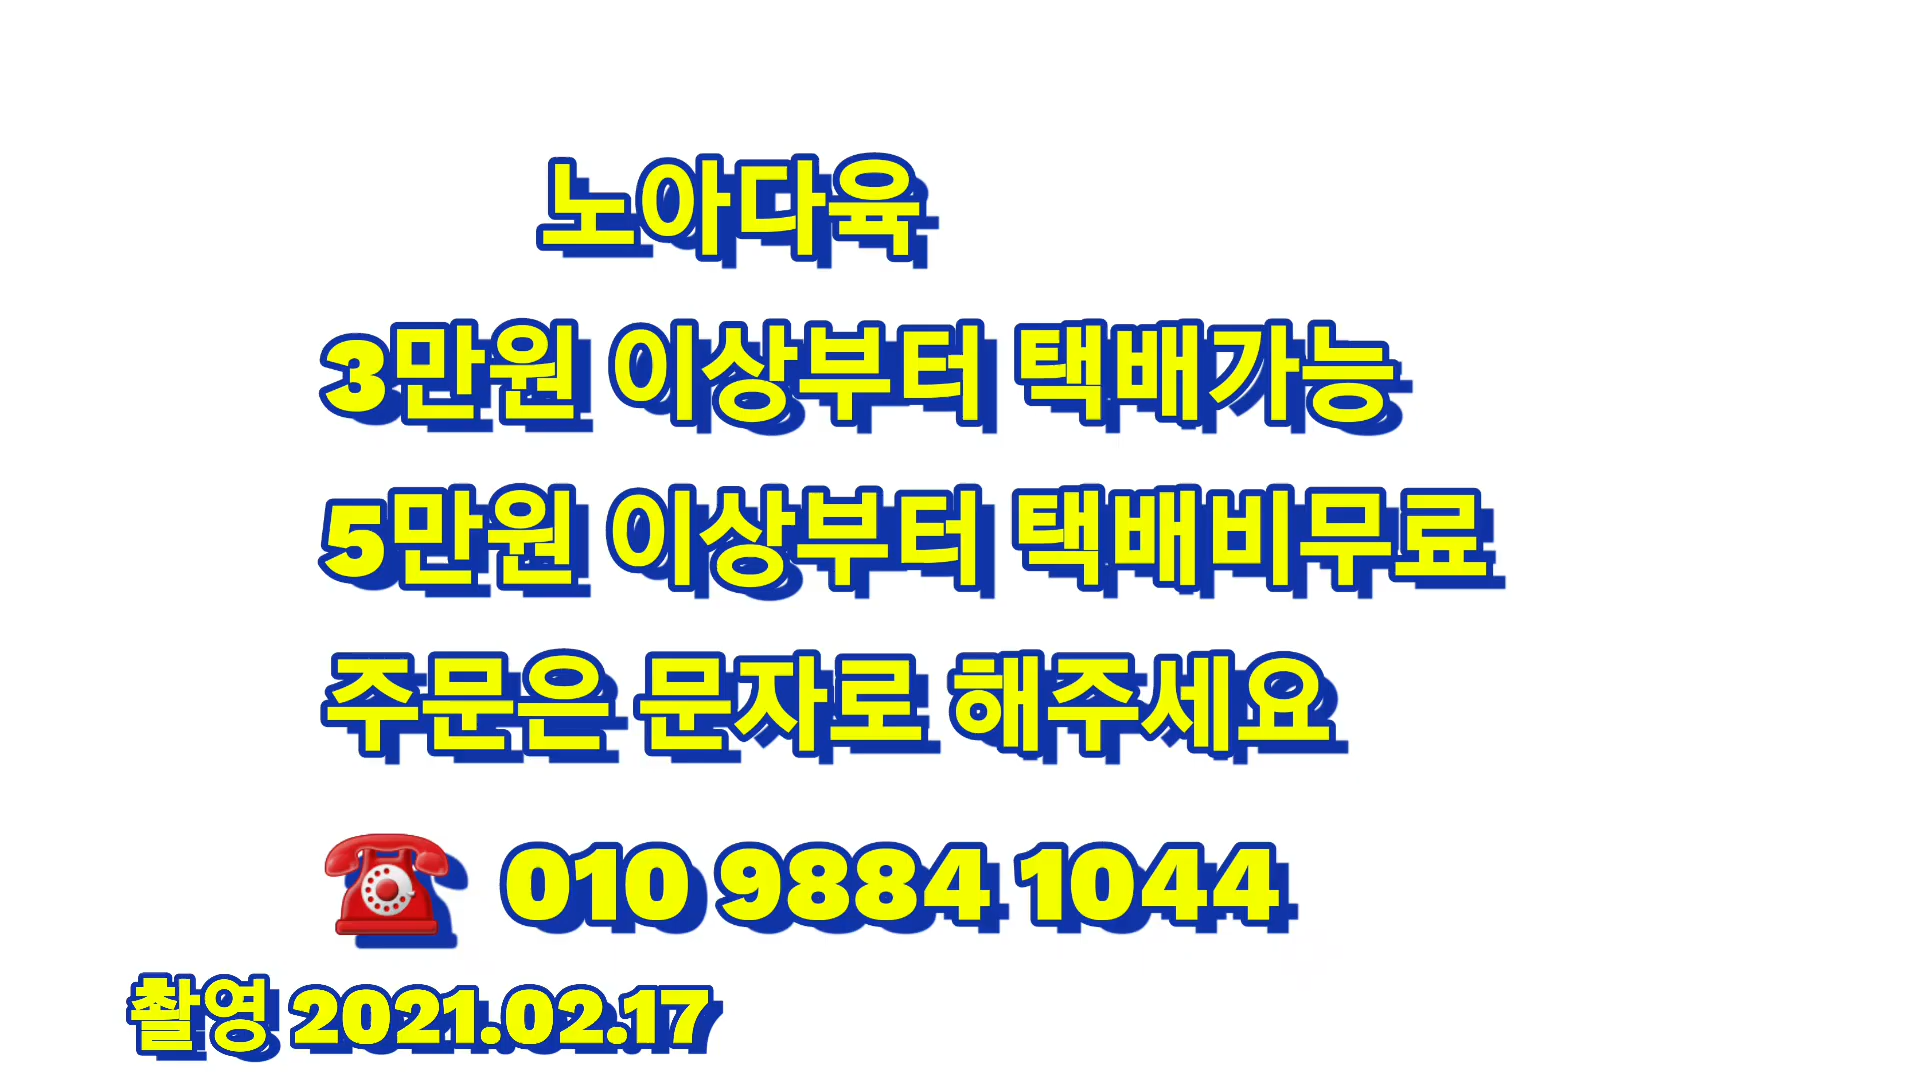 노아다육
3만원 이상부터 택배가능
5만원 이상부터 택배비무료
주문은 문자로 해주세요
☎️ 010 9884 1044
촬영 2021.02.17